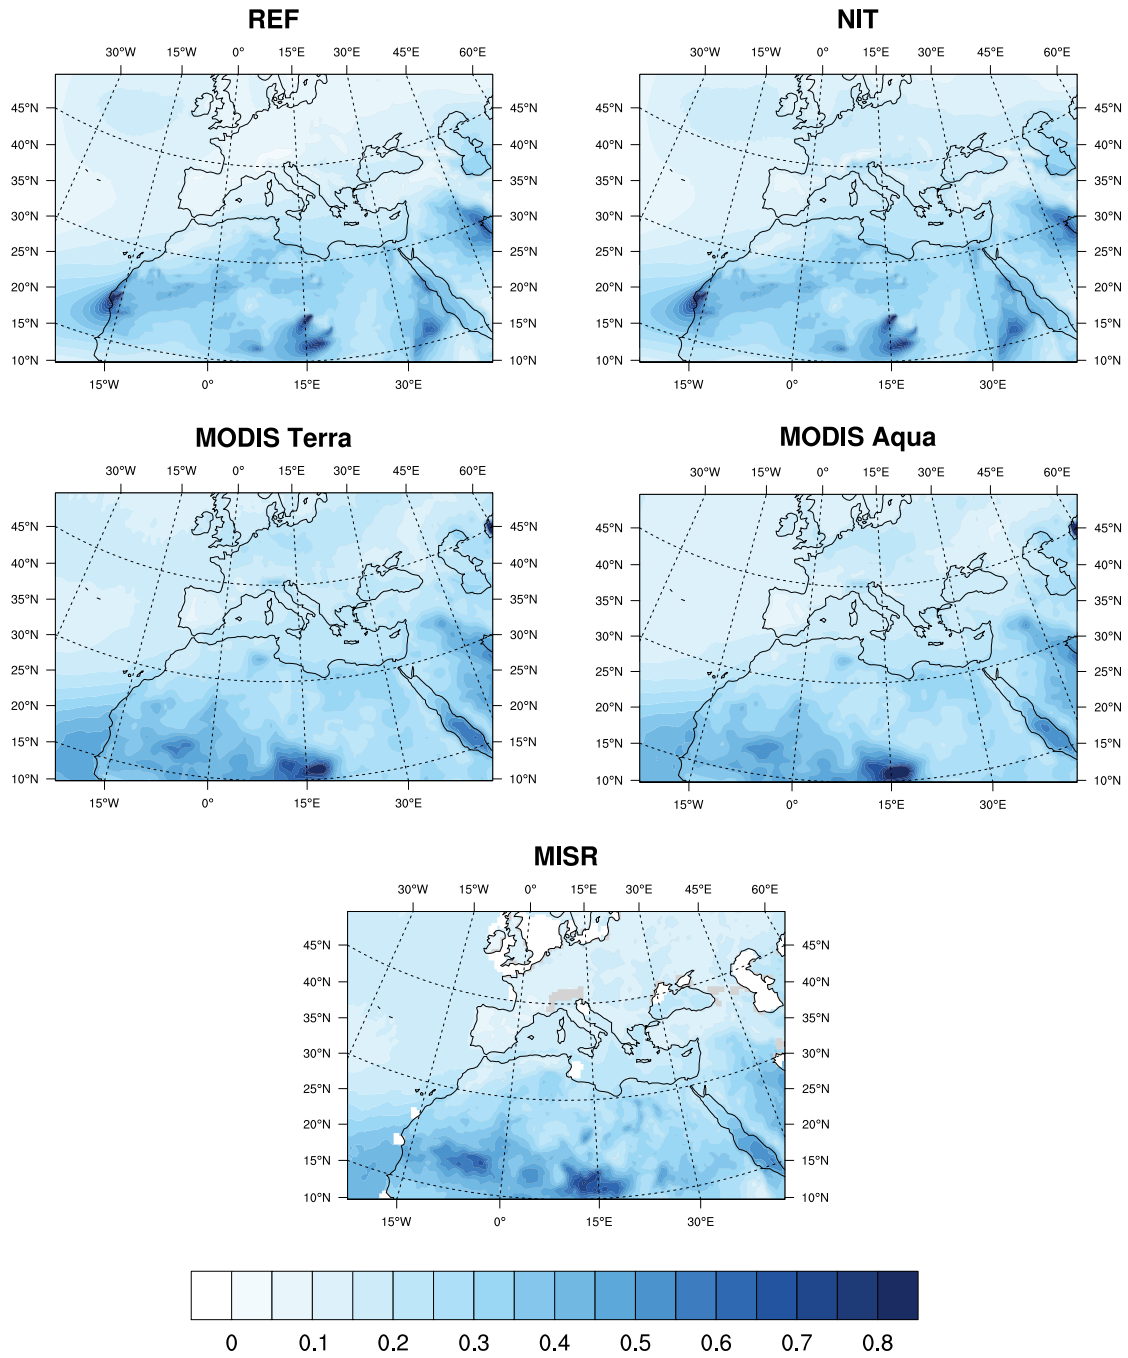 REF
NIT
30°W 15°W 0° 15°E 30°E 45°E 60°E
30°W 15°W 0° 15°E 30°E 45°E 60°E
45°N 45°N 45°N 45°N
40°N 40°N 40°N 40°N
35°N 35°N 35°N 35°N
30°N 30°N 30°N 30°N
25°N 25°N 25°N 25°N
20°N 20°N 20°N 20°N
15°N 15°N 15°N 15°N
10°N 10°N 10°N 10°N
15°W 0° 15°E 30°E
15°W 0° 15°E 30°E
MODIS Terra
MODIS Aqua
30°W 15°W 0° 15°E 30°E 45°E 60°E
30°W 15°W 0° 15°E 30°E 45°E 60°E
45°N 45°N 45°N 45°N
40°N 40°N 40°N 40°N
35°N 35°N 35°N 35°N
30°N 30°N 30°N 30°N
25°N 25°N 25°N 25°N
20°N 20°N 20°N 20°N
15°N 15°N 15°N 15°N
10°N 10°N 10°N 10°N
15°W 0° 15°E 30°E
15°W 0° 15°E 30°E
MISR
30°W 15°W 0° 15°E 30°E 45°E 60°E
45°N 45°N
40°N 40°N
35°N 35°N
30°N 30°N
25°N 25°N
20°N 20°N
15°N 15°N
10°N 10°N
15°W 0° 15°E 30°E
0 0.1 0.2 0.3 0.4 0.5 0.6 0.7 0.8